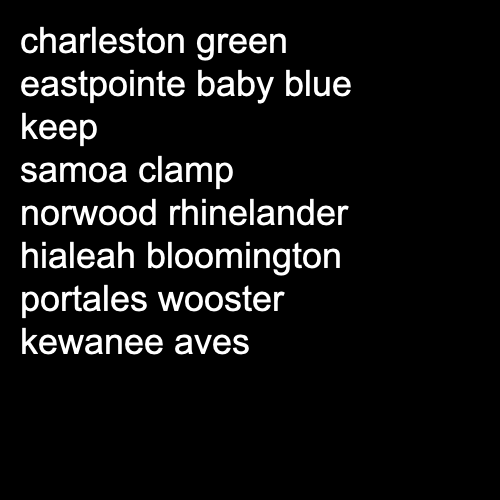 charleston green
eastpointe baby blue
keep
samoa clamp
norwood rhinelander
hialeah bloomington
portales wooster
kewanee aves